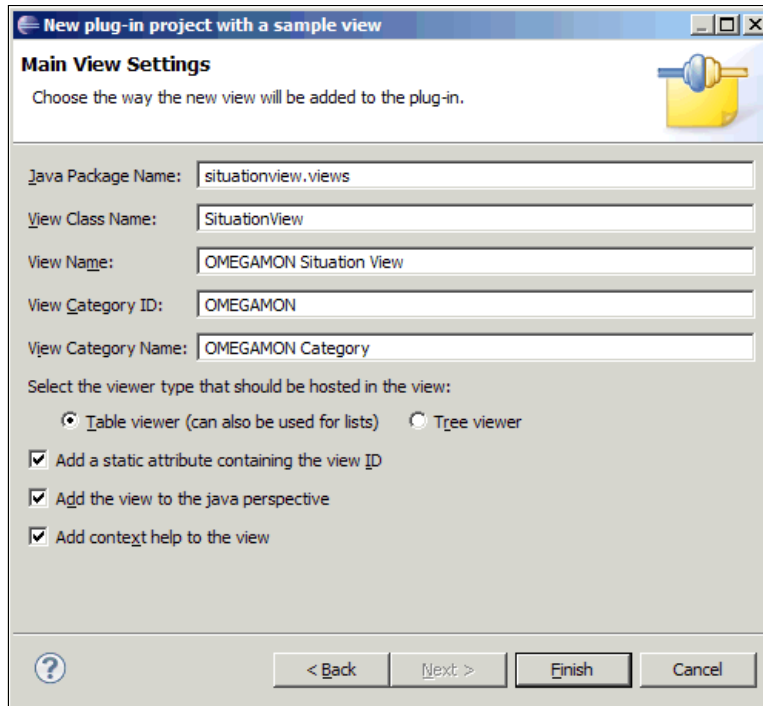 New plug-in project with a sample view
Main View Settings
Choose the way the new view will be added to the plug-in.
Java Package Name: situationview.views
View Class Name: SituationView
View Name: OMEGAMON Situation View
View Category ID: OMEGAMON
View Category Name: OMEGAMON Category
Select the viewer type that should be hosted in the view:
Table viewer (can also be used for lists) Tree viewer
Add a static attribute containing the view ID
Add the view to the java perspective
Add context help to the view
? < Back Next > Finish Cancel